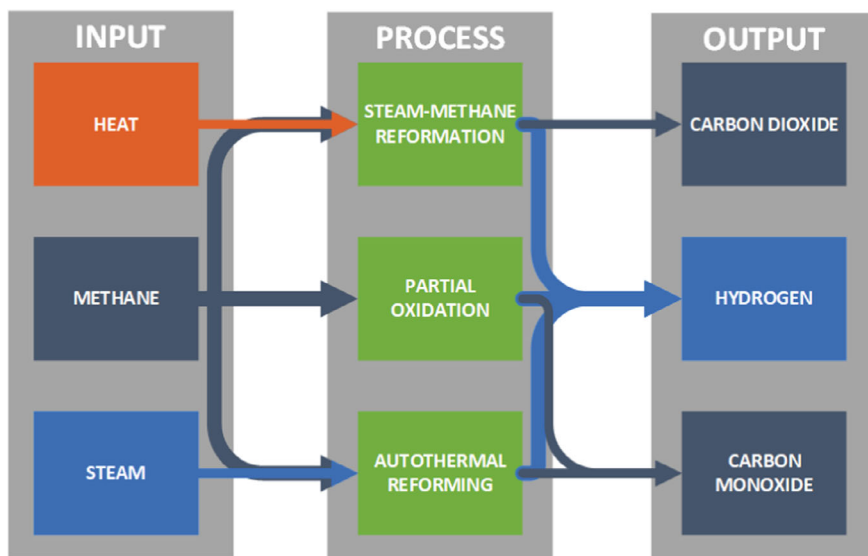 INPUT
PROCESS
OUTPUT
HEAT
STEAM-METHANE
REFORMATION
CARBON DIOXIDE
METHANE
PARTIAL
OXIDATION
HYDROGEN
STEAM
AUTOTHERMAL
REFORMING
CARBON
MONOXIDE